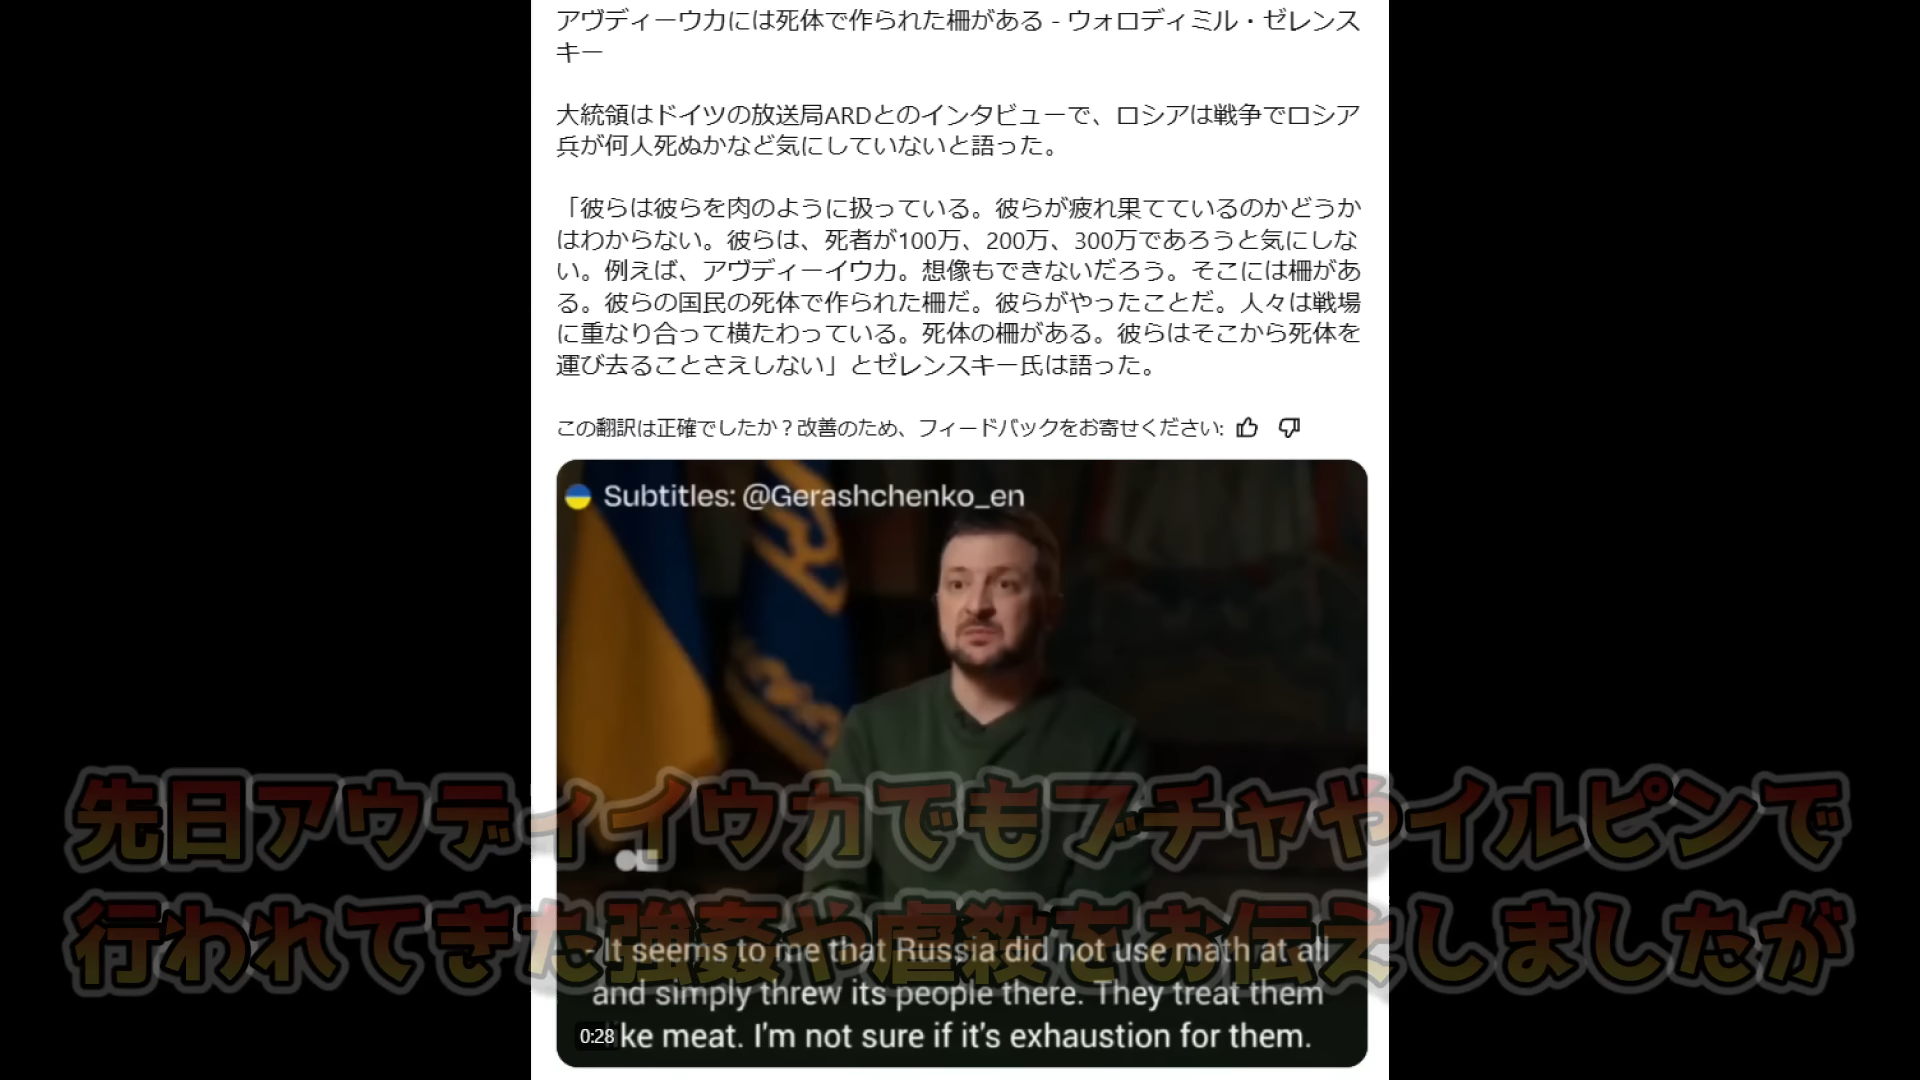 アヴディーウカには死体で作られた柵がある - ウォロディミル・ゼレンス
キー
大統領はドイツの放送局ARDとのインタビューで、ロシアは戦争でロシア
兵が何人死ぬかなど気にしていないと語った。
「彼らは彼らを肉のように扱っている。彼らが疲れ果てているのかどうか
はわからない。彼らは、死者が100万、200万、300万であろうと気にしな
い。例えば、アヴディーイウカ。想像もできないだろう。そこには柵があ
る。彼らの国民の死体で作られた柵だ。彼らがやったことだ。人々は戦場
に重なり合って横たわっている。死体の柵がある。彼らはそこから死体を
運び去ることさえしない」とゼレンスキー氏は語った。
この翻訳は正確でしたか？改善のため、フィードバックをお寄せください:
Subtitles: @Gerashchenko_en
先日アウディイイウカでもブチャやイルピンで
行われてきた強姦や虐殺をお伝えしましたが
- It seems to me that Russia did not use math at all
and simply threw its people there. They treat them
0:28 ke meat. I'm not sure if it's exhaustion for them.